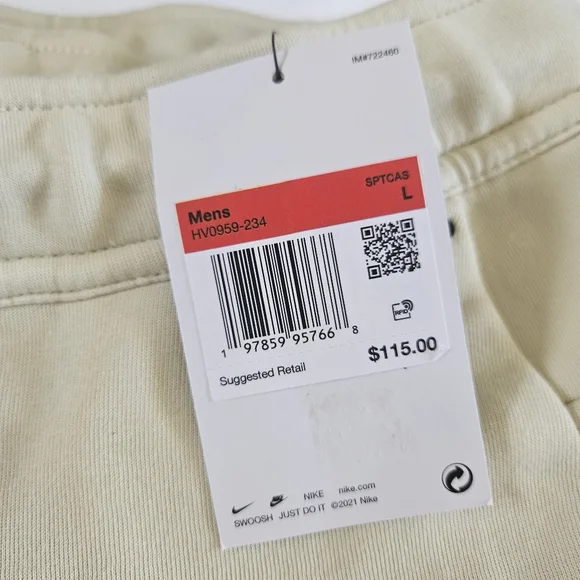 IM#722460
SPTCAS
Mens L
HV0959-234
RFID
1 97859 95766 8
$115.00
Suggested Retail
NIKE nike.com
SWOOSH JUST DO IT ©2021 Nike